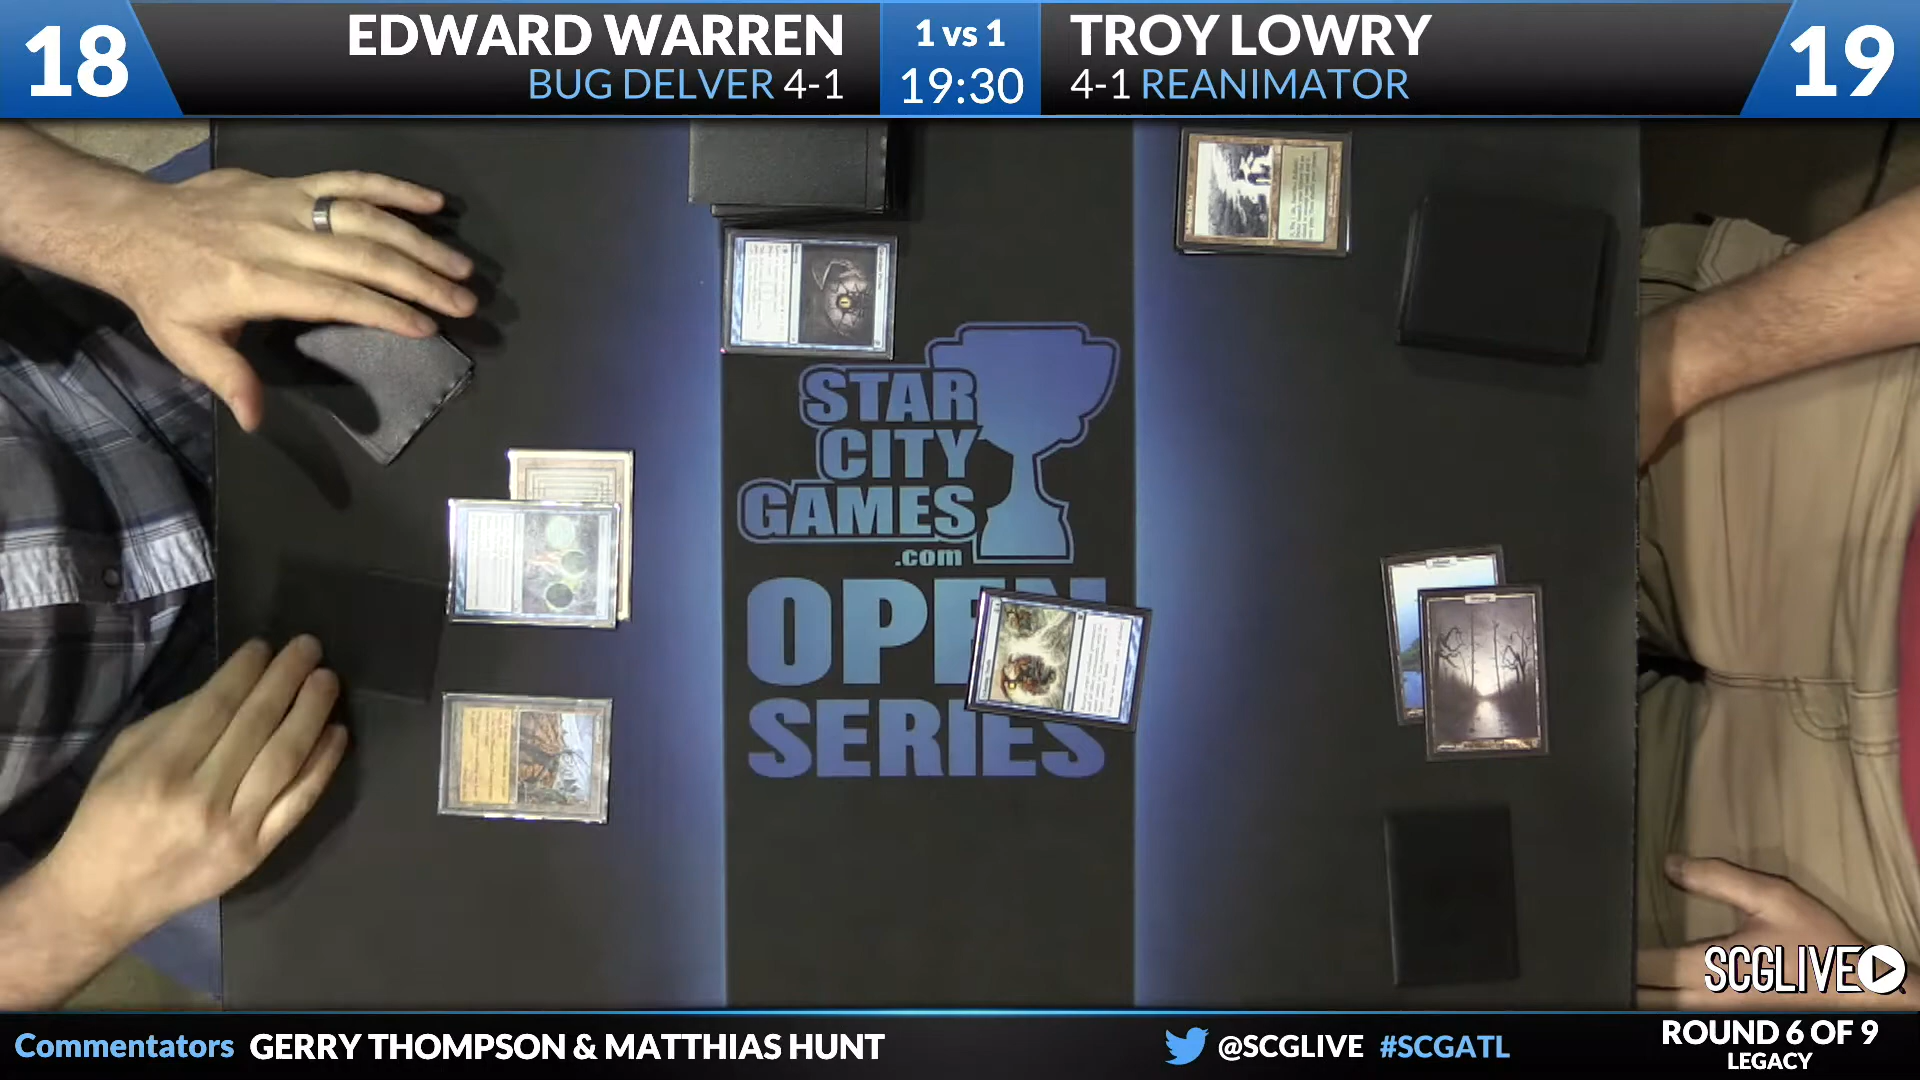 18
EDWARD WARREN
BUG DELVER 4-1
1 vs 1
19:30
TROY LOWRY
4-1 REANIMATOR
19
STAR
CITY
GAMES
.com
OPEN
SERIES
SCGLIVE
Commentators GERRY THOMPSON & MATTHIAS HUNT
@SCGLIVE #SCGATL
ROUND 6 OF 9
LEGACY